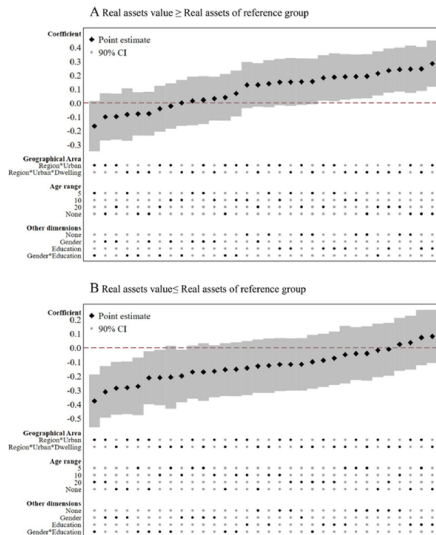 A Real assets value ≥ Real assets of reference group
Coefficient
0.4
0.3
0.2
0.1
0.0
-0.1
-0.2
-0.3
Point estimate
90% CI
Geographical Area
Region*Urban
Region*Urban*Dwelling
Age range
5
10
20
None
Other dimensions
None
Gender
Education
Gender*Education
B Real assets value≤ Real assets of reference group
Coefficient
0.2
0.1
0.0
-0.1
-0.2
-0.3
-0.4
-0.5
Point estimate
90% CI
Geographical Area
Region*Urban
Region*Urban*Dwelling
Age range
5
10
20
None
Other dimensions
None
Gender
Education
Gender*Education